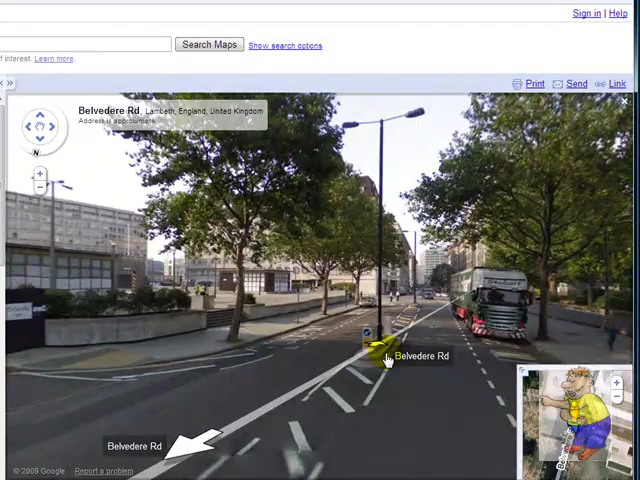 Sign in | Help
Search Maps Show search options
of interest. Learn more.
Print Send Link
Belvedere Rd, Lambeth, England, United Kingdom
Address is approximate
N
Stobart
Belvedere Rd
Belvedere Rd
© 2009 Google Report a problem